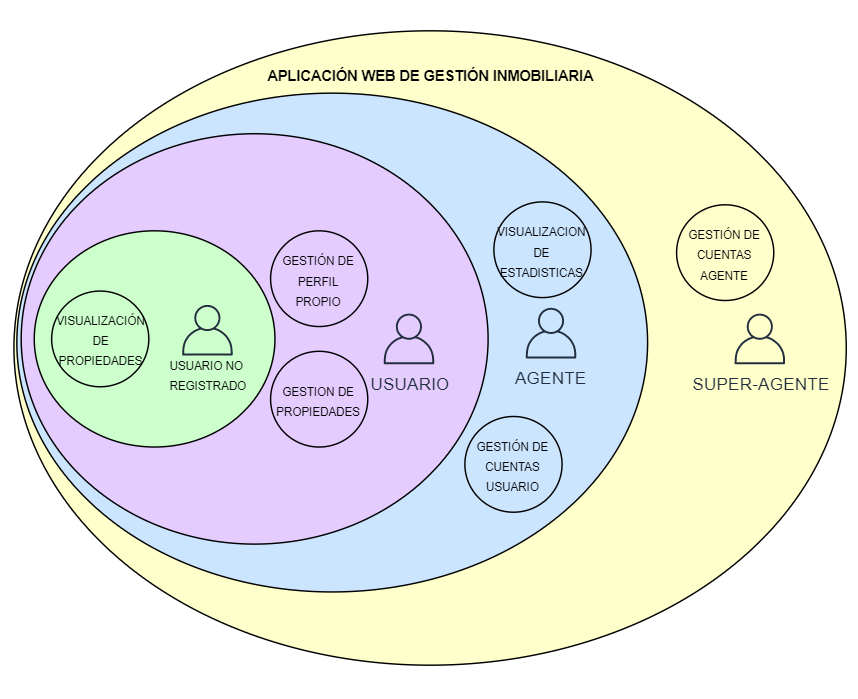 APLICACIÓN WEB DE GESTIÓN INMOBILIARIA
VISUALIZACIÓN
DE
PROPIEDADES
USUARIO NO
REGISTRADO
GESTIÓN DE
PERFIL
PROPIO
GESTION DE
PROPIEDADES
USUARIO
VISUALIZACION
DE
ESTADISTICAS
AGENTE
GESTIÓN DE
CUENTAS
USUARIO
GESTIÓN DE
CUENTAS
AGENTE
SUPER-AGENTE